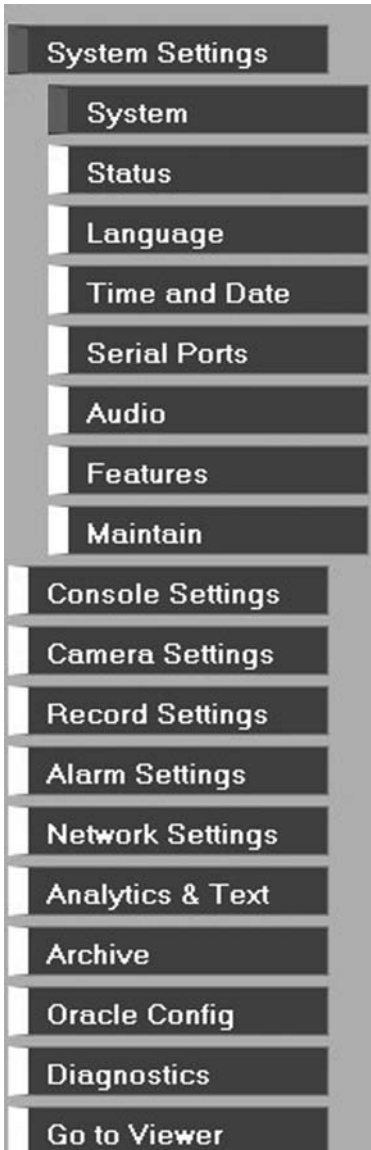 System Settings
System
Status
Language
Time and Date
Serial Ports
Audio
Features
Maintain
Console Settings
Camera Settings
Record Settings
Alarm Settings
Network Settings
Analytics & Text
Archive
Oracle Config
Diagnostics
Go to Viewer